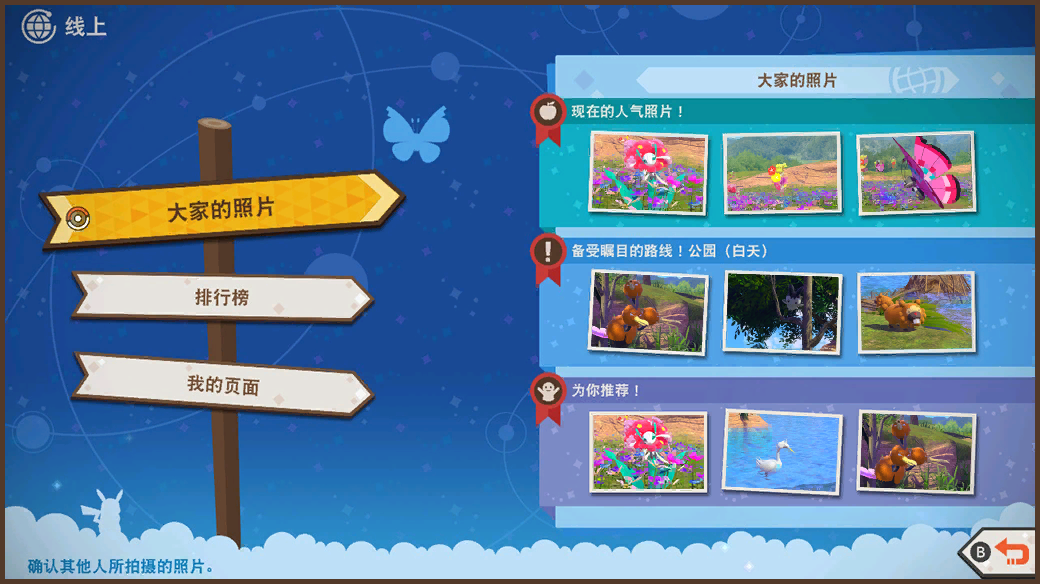 线上
大家的照片
排行榜
我的页面
大家的照片
现在的人气照片！
备受瞩目的路线！公园（白天）
为你推荐！
确认其他人所拍摄的照片。
B